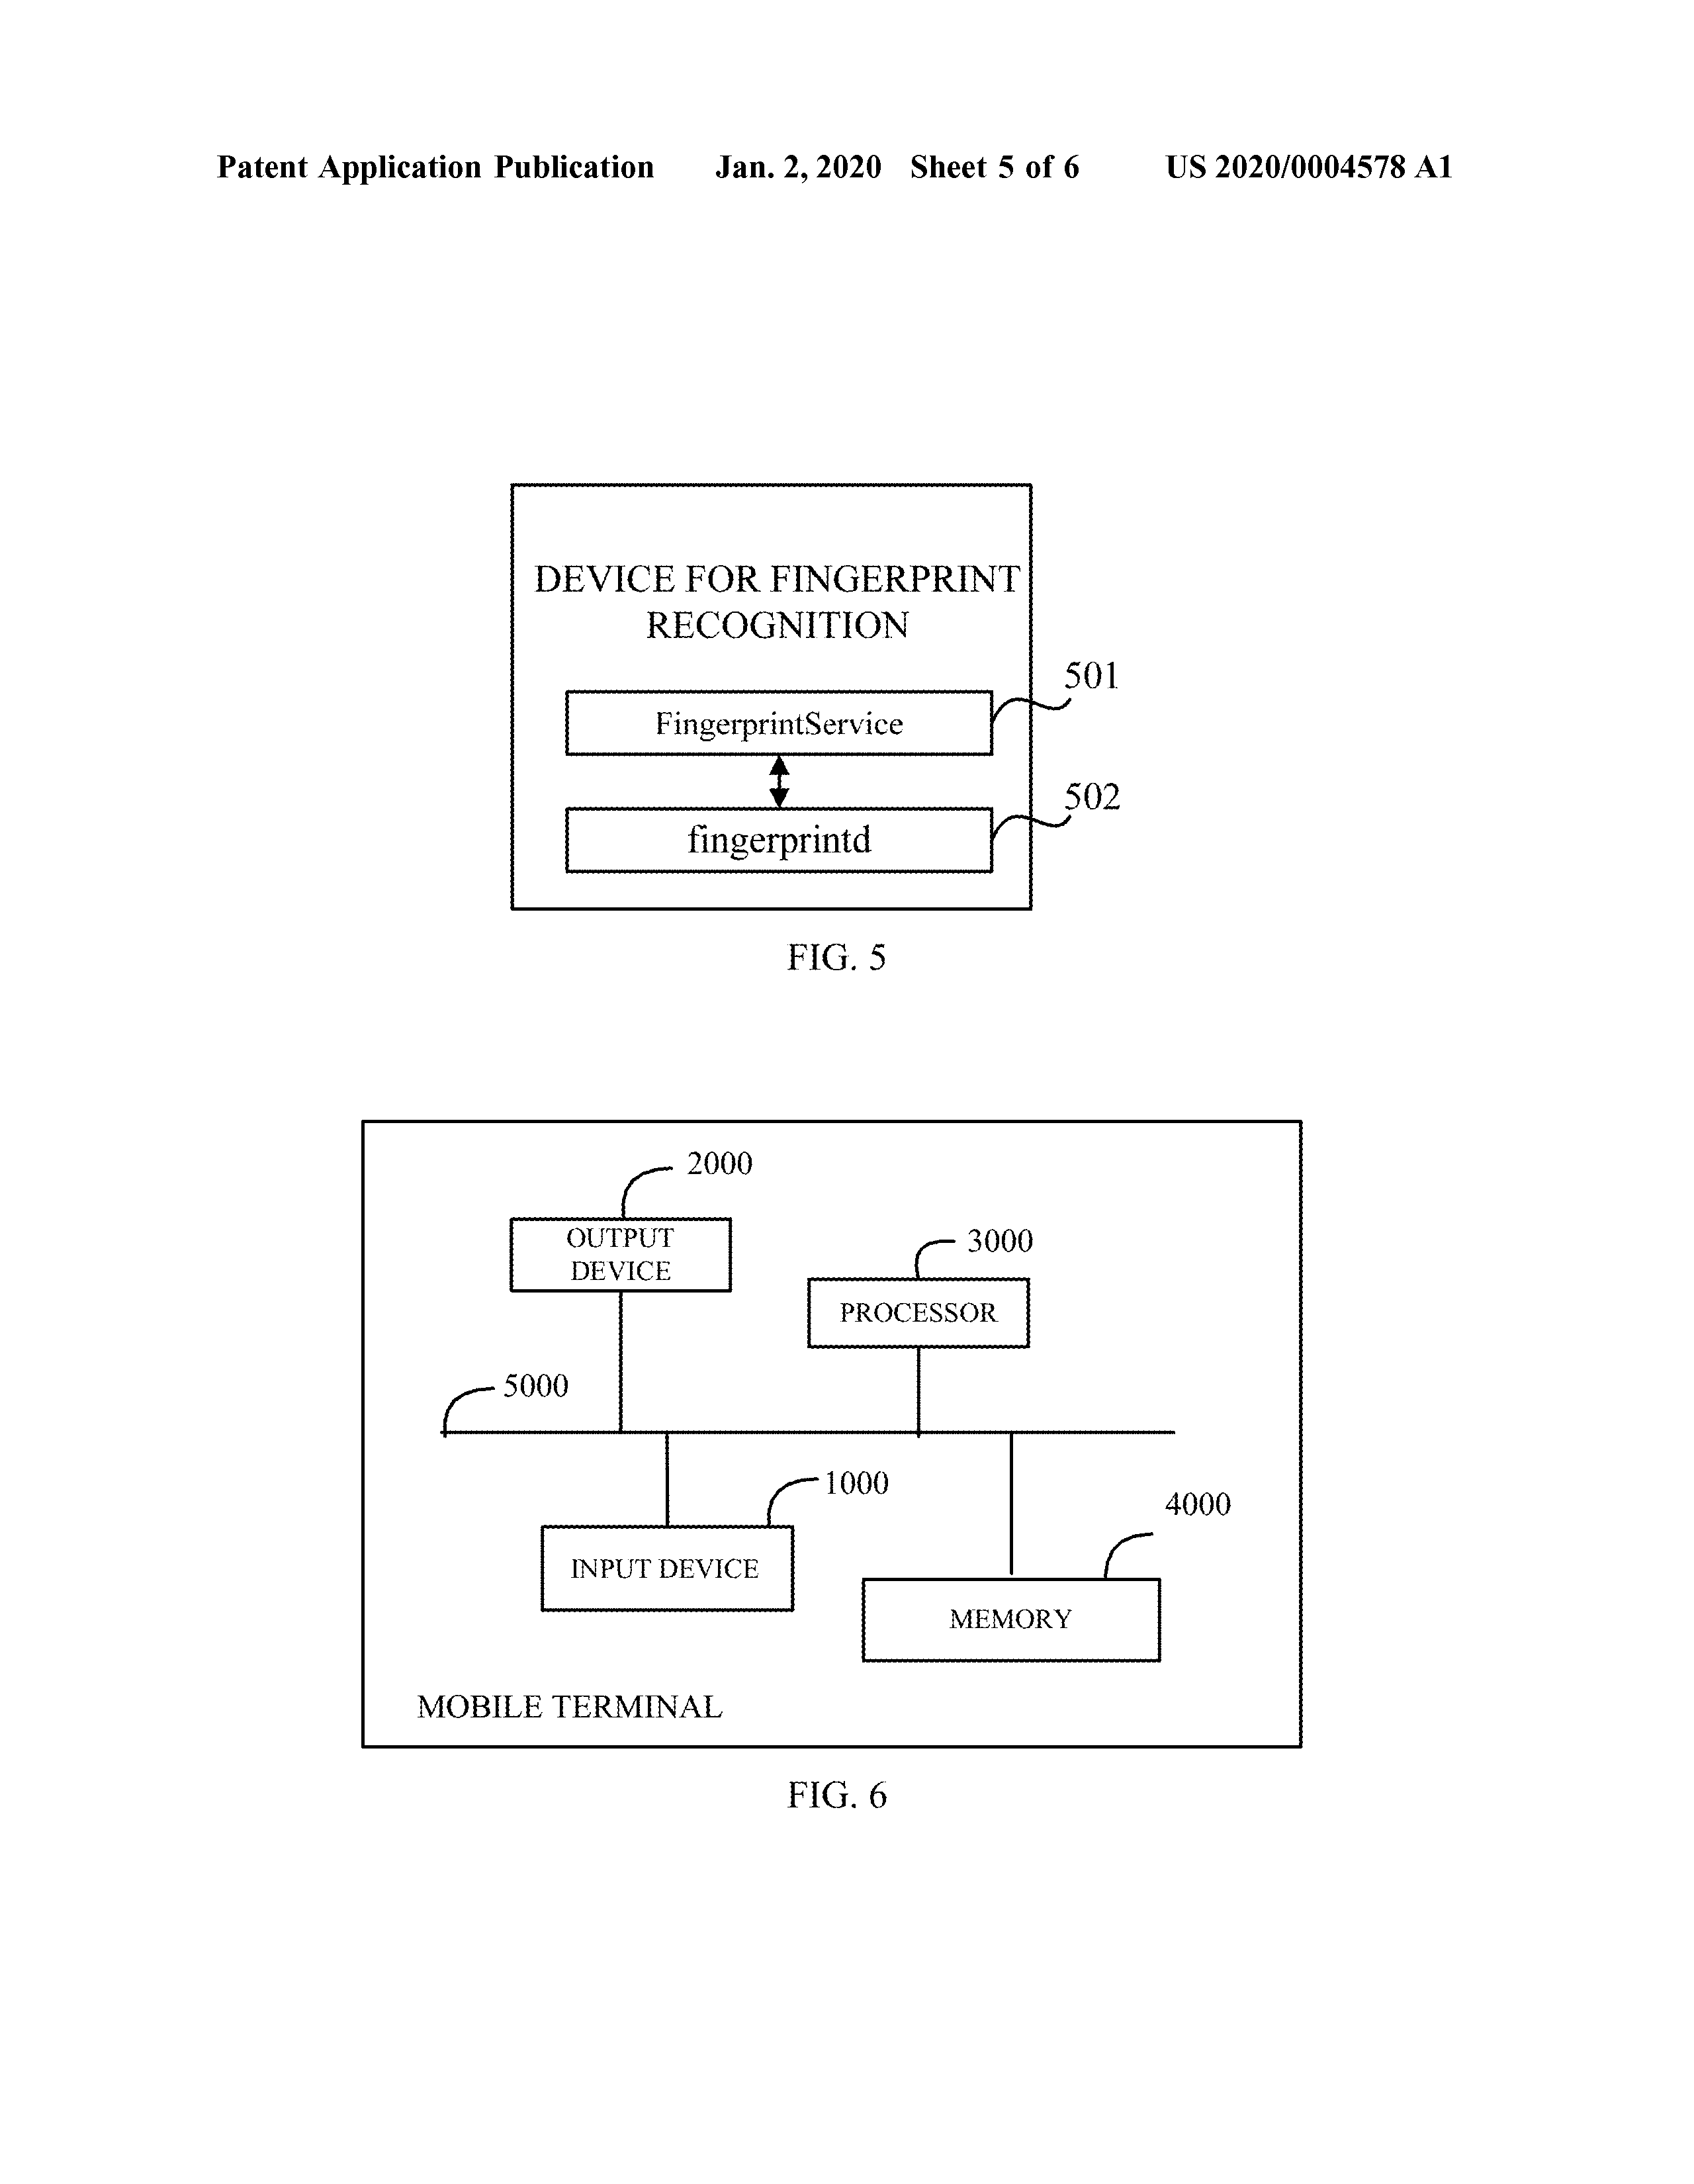 Patent Application Publication Jan. 2, 2020 Sheet 5 of 6 US 2020/0004578 A1
DEVICE FOR FINGERPRINT
RECOGNITION
501
FingerprintService
502
fingerprintd
FIG. 5
2000
OUTPUT
DEVICE
3000
PROCESSOR
5000
1000
INPUT DEVICE
4000
MEMORY
MOBILE TERMINAL
FIG. 6